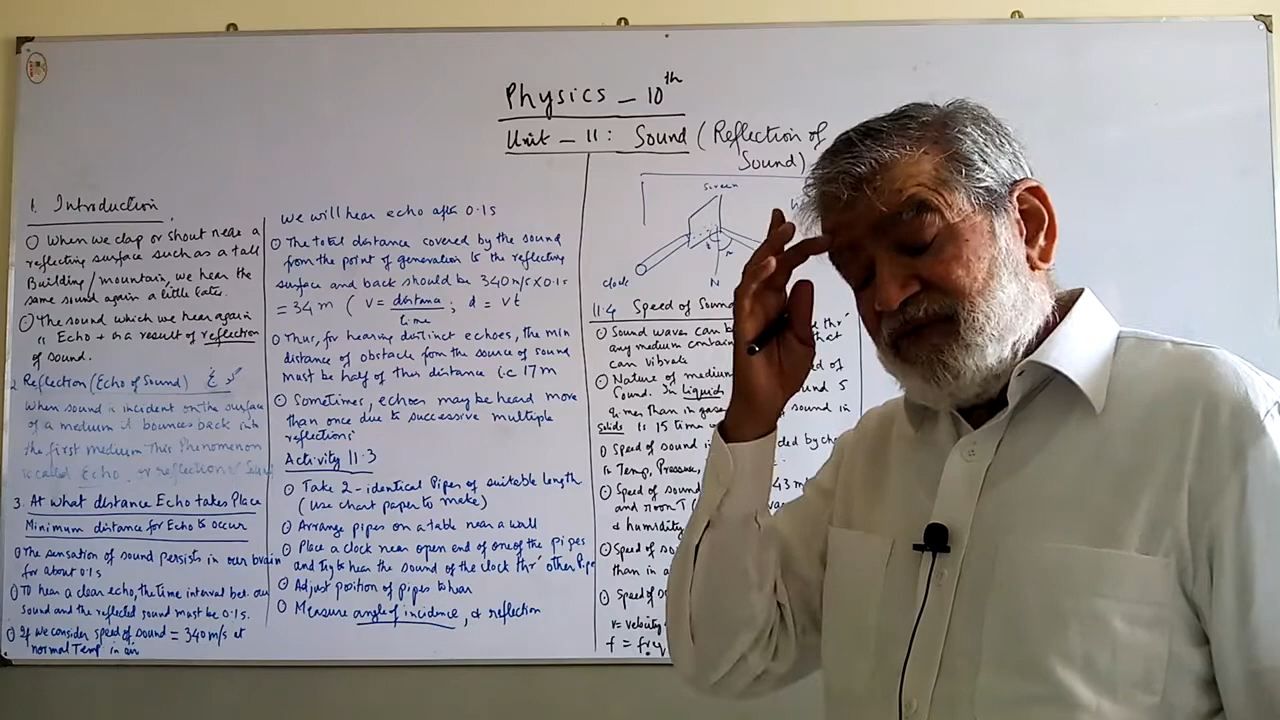 Physics - 10th
Unit - 11: Sound (Reflection of
Sound)
1. Introduction
When we clap or shout near a
reflecting surface such as a tall
Building/mountain, we hear the
same sound again a little later.
The sound which we hear again
is Echo + is a result of reflection
of sound.
2. Reflection (Echo of Sound)
When sound is incident on the surface
of a medium it bounces back into
the first medium This Phenomenon
is called Echo or reflection of Sound
3. At what distance Echo takes Place
Minimum distance for Echo to occur
The sensation of sound persists in our brain
for about 0.1s
To hear a clear echo, the time interval bet. our
sound and the reflected sound must be 0.1s.
If we consider speed of sound = 340 m/s at
normal Temp in air
We will hear echo after 0.1s
The total distance covered by the sound
from the point of generation to the reflecting
surface and back should be 340 m/s x 0.1s
= 34 m ( v = distance / time ; d = vt
Thus, for hearing distinct echoes, the min
distance of obstacle from the source of sound
must be half of this distance i.e 17 m
Sometimes, echoes may be heard more
than once due to successive multiple
reflections
Activity 11.3
Take 2 - identical Pipes of suitable length
(Use chart paper to make)
Arrange pipes on a table near a wall
Place a clock near open end of one of the pipes
and try to hear the sound of the clock thr' other Pipe
Adjust position of pipes to hear
Measure angle of incidence, & reflection
Screen
i
r
N
clock
11.4 Speed of Sound
Sound waves can be thr'
any medium that
can vibrate
Nature of medium
Sound. In Liquids 5
times than in gases sound in
Solids is 15 time
Speed of sound is
in Temp, Pressure,
Speed of sound 43 m
and room T
& humidity
Speed of
than in
Speed of
v = velocity
f = freq